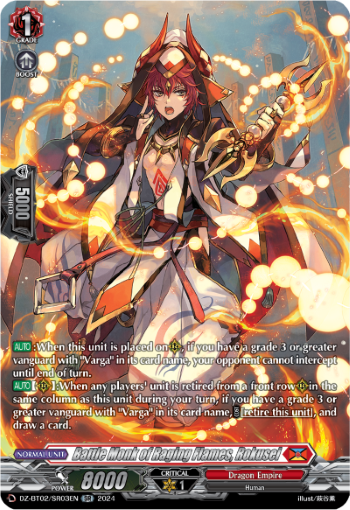 1
GRADE
BOOST
5000
SHIELD
AUTO :When this unit is placed on R, if you have a grade 3 or greater
vanguard with "Varga" in its card name, your opponent cannot intercept
until end of turn.
AUTO [R]:When any players' unit is retired from a front row R in the
same column as this unit during your turn, if you have a grade 3 or
greater vanguard with "Varga" in its card name, [retire this unit], and
draw a card.
NORMAL UNIT Battle Monk of Raging Flames, Rokusei
POWER 8000 CRITICAL 1 Dragon Empire
Human
DZ-BT02/SR03EN SR 2024 illust/萩谷薫